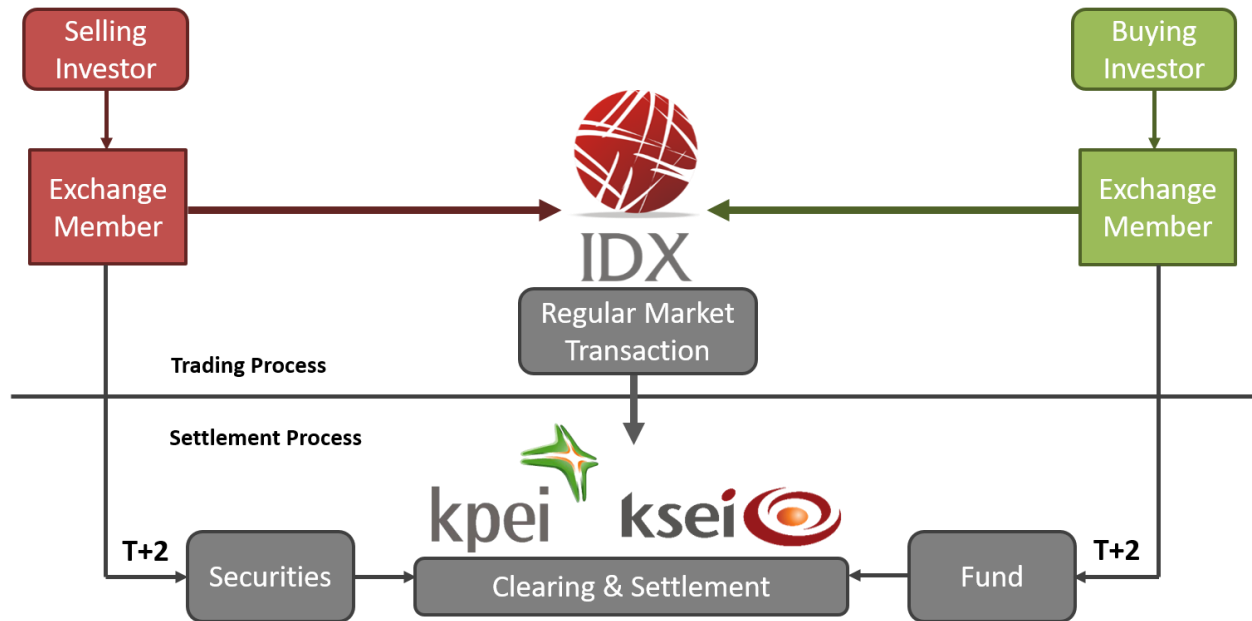 Selling
Investor
Buying
Investor
Exchange
Member
Exchange
Member
IDX
Regular Market
Transaction
Trading Process
Settlement Process
kpei
ksei
T+2
Securities
Clearing & Settlement
Fund
T+2